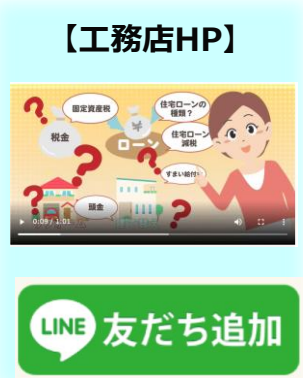 【工務店HP】
固定資産税
住宅ローンの
種類?
税金
¥
ローン
住宅ローン
減税
すまい給付
頭金
0:09 / 1:01
LINE 友だち追加